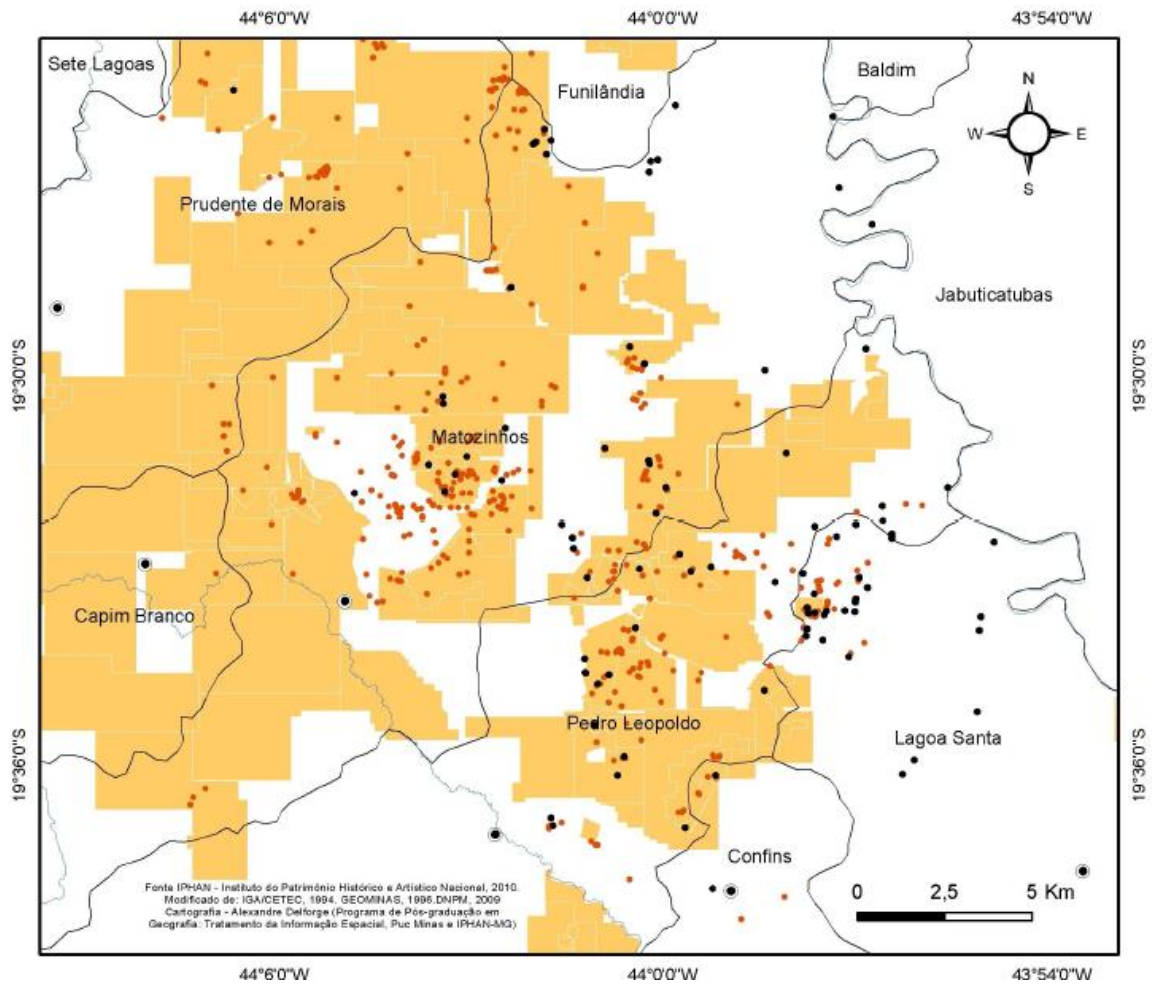 44°6'0"W 44°0'0"W 43°54'0"W
Sete Lagoas
Baldim
Funilândia
N
W E
S
Prudente de Morais
Jabuticatubas
19°30'0"S 19°30'0"S
Matozinhos
Capim Branco
Pedro Leopoldo
Lagoa Santa
19°36'0"S 19°36'0"S
Confins
Fonte IPHAN - Instituto do Patrimônio Histórico e Artístico Nacional, 2010.
Modificado de: IGA/CETEC, 1994. GEOMINAS, 1996.DNPM, 2009
Cartografia - Alexandre Delforge (Programa de Pós-graduação em
Geografia: Tratamento da Informação Espacial, Puc Minas e IPHAN-MG)
0 2,5 5 Km
44°6'0"W 44°0'0"W 43°54'0"W